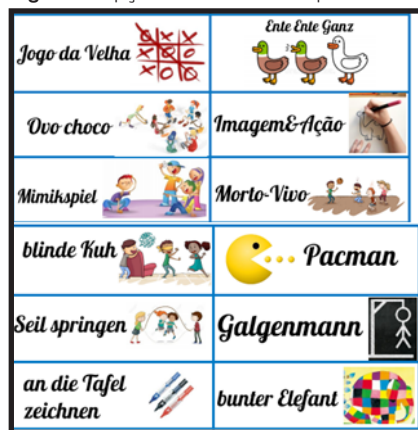 Jogo da Velha
Ente Ente Ganz
Ovo choco
Imagem&Ação
Mimikspiel
Morto-Vivo
blinde Kuh
Pacman
Seil springen
Galgenmann
an die Tafel
zeichnen
bunter Elefant